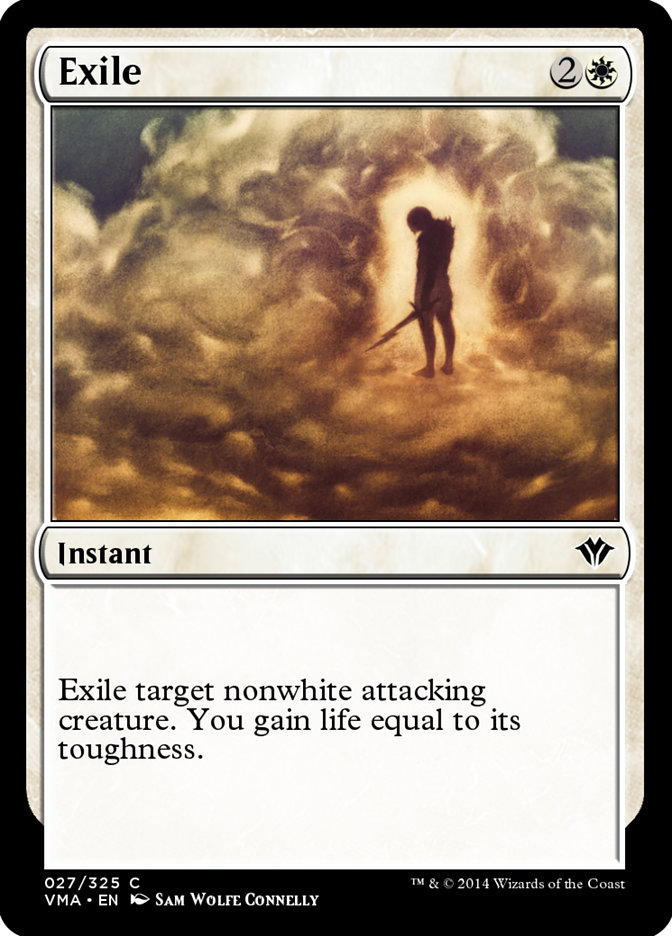 Exile 2
Instant
Exile target nonwhite attacking
creature. You gain life equal to its
toughness.
027/325 C
VMA • EN SAM WOLFE CONNELLY
™ & © 2014 Wizards of the Coast